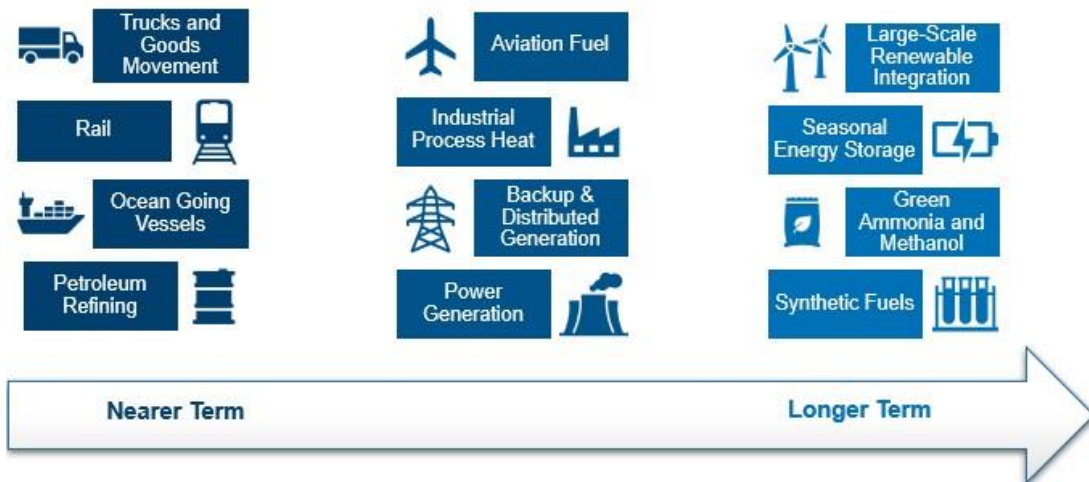 Trucks and
Goods
Movement
Rail
Ocean Going
Vessels
Petroleum
Refining
Aviation Fuel
Industrial
Process Heat
Backup &
Distributed
Generation
Power
Generation
Large-Scale
Renewable
Integration
Seasonal
Energy Storage
Green
Ammonia and
Methanol
Synthetic Fuels
Nearer Term
Longer Term